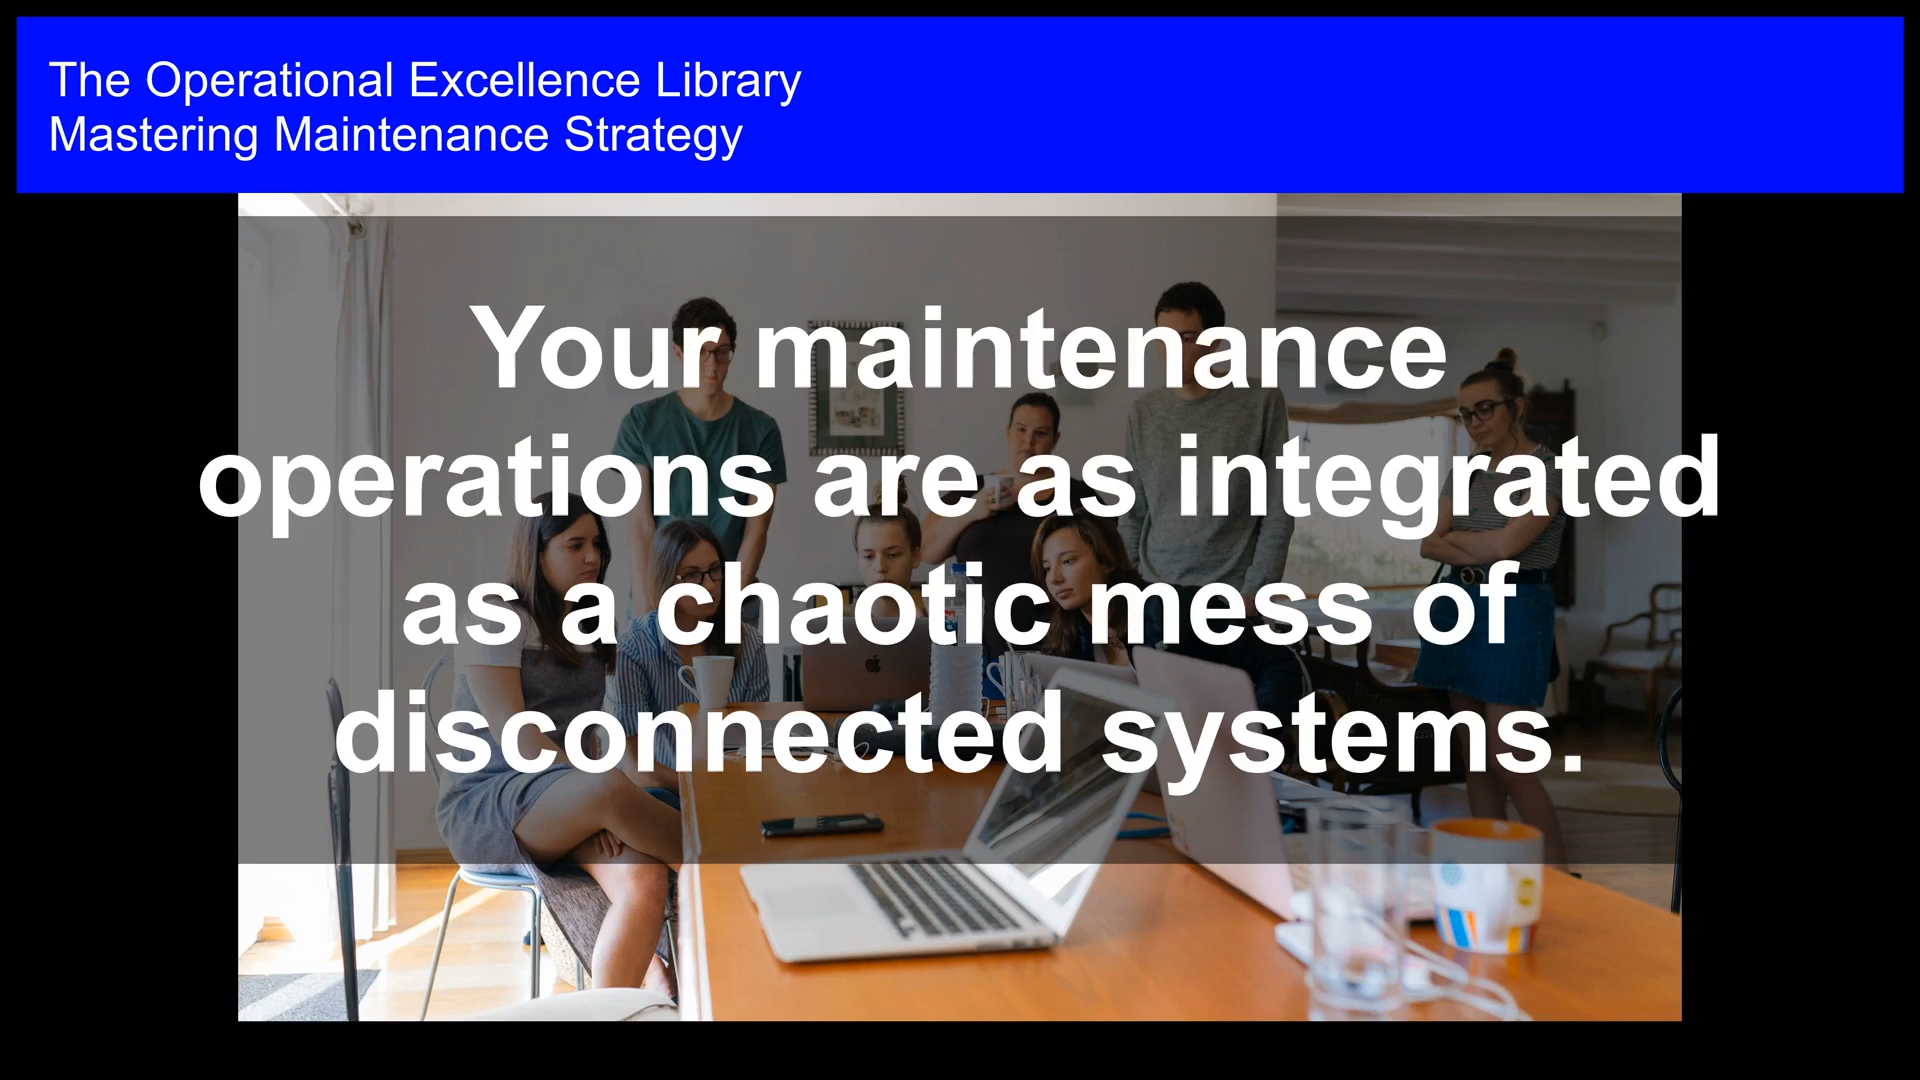 The Operational Excellence Library
Mastering Maintenance Strategy
Your maintenance
operations are as integrated
as a chaotic mess of
disconnected systems.